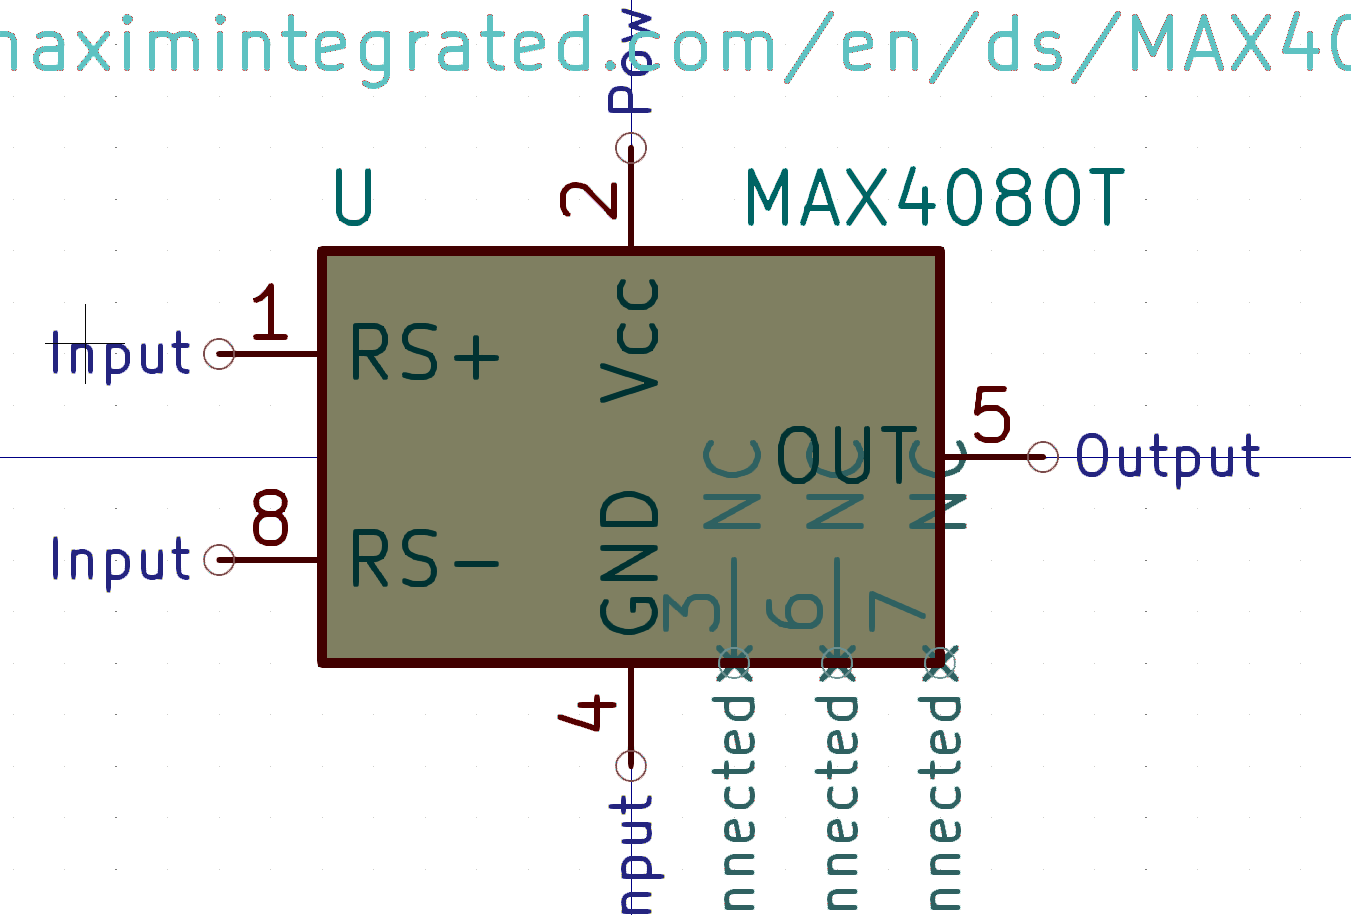 maximintegrated.com/en/ds/MAX40
Pow
U
2
MAX4080T
1
Input
RS+
Vcc
5
OUT
Output
NC
NC
NC
8
Input
RS-
GND
3
6
7
4
nput
nnected
nnected
nnected